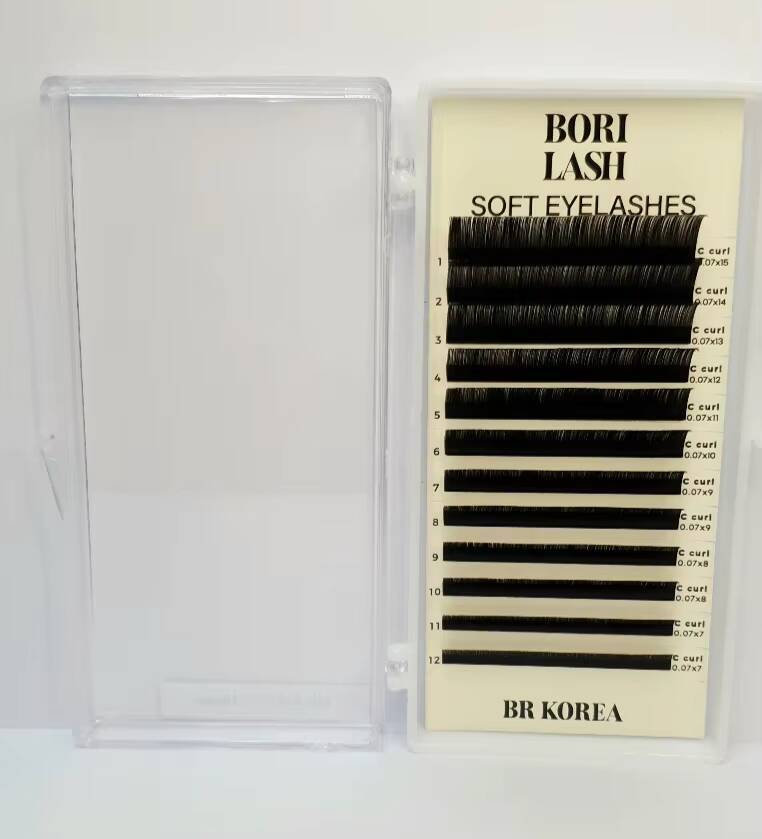 BORI
LASH
SOFT EYELASHES
1 C curl
0.07x15
2 C curl
0.07x14
3 C curl
0.07x13
4 C curl
0.07x12
5 C curl
0.07x11
6 C curl
0.07x10
7 C curl
0.07x9
8 C curl
0.07x9
9 C curl
0.07x8
10 C curl
0.07x8
11 C curl
0.07x7
12 C curl
0.07x7
BR KOREA